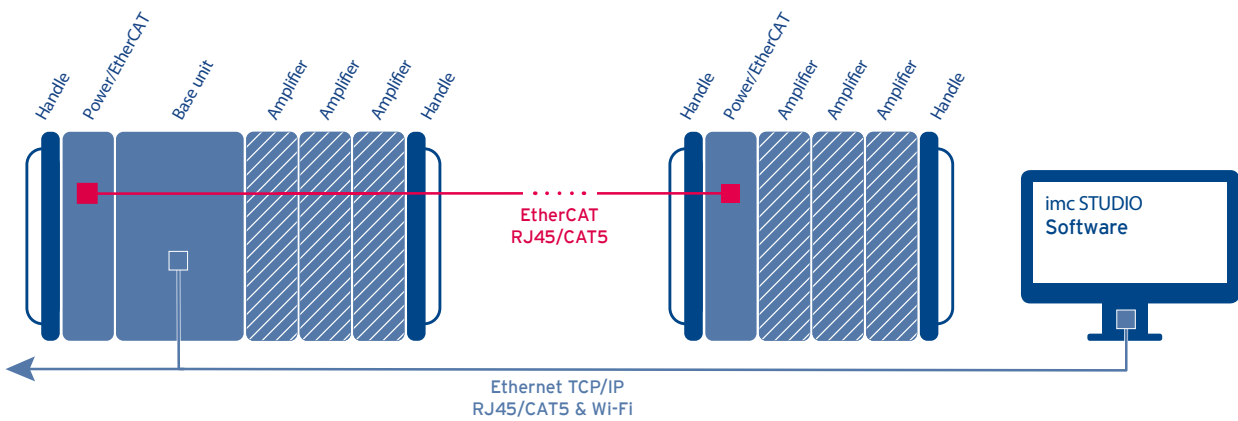 Handle
Power/EtherCAT
Base unit
Amplifier
Amplifier
Amplifier
Handle
Handle
Power/EtherCAT
Amplifier
Amplifier
Amplifier
Handle
EtherCAT
RJ45/CAT5
imc STUDIO
Software
Ethernet TCP/IP
RJ45/CAT5 & Wi-Fi